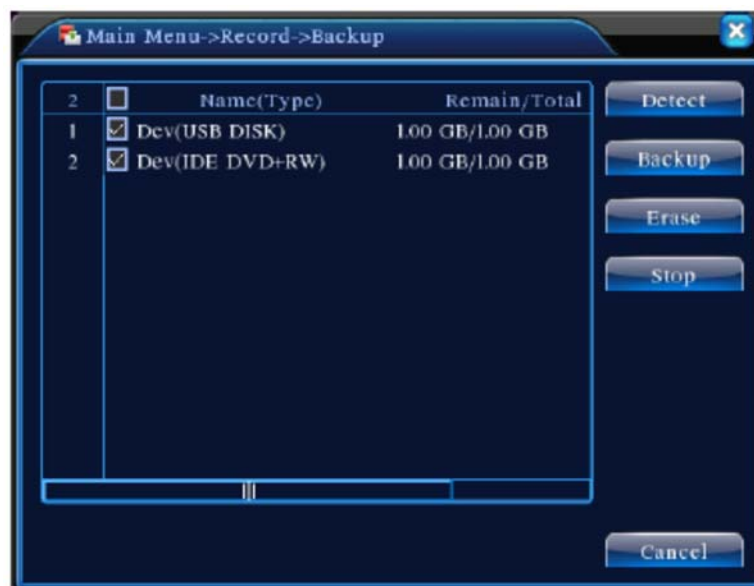 Main Menu->Record->Backup
2 Name(Type) Remain/Total
1 Dev(USB DISK) 1.00 GB/1.00 GB
2 Dev(IDE DVD+RW) 1.00 GB/1.00 GB
Detect
Backup
Erase
Stop
Cancel